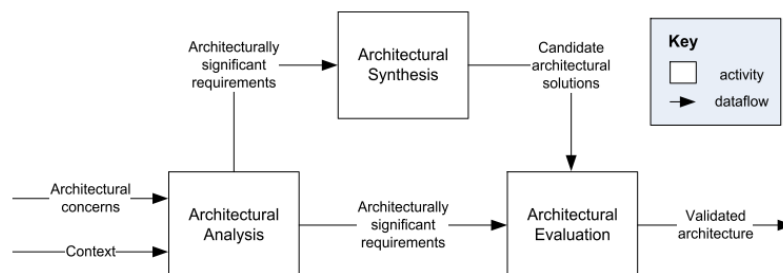 Architecturally
significant
requirements
Architectural
Synthesis
Candidate
architectural
solutions
Key
activity
dataflow
Architectural
concerns
Context
Architectural
Analysis
Architecturally
significant
requirements
Architectural
Evaluation
Validated
architecture